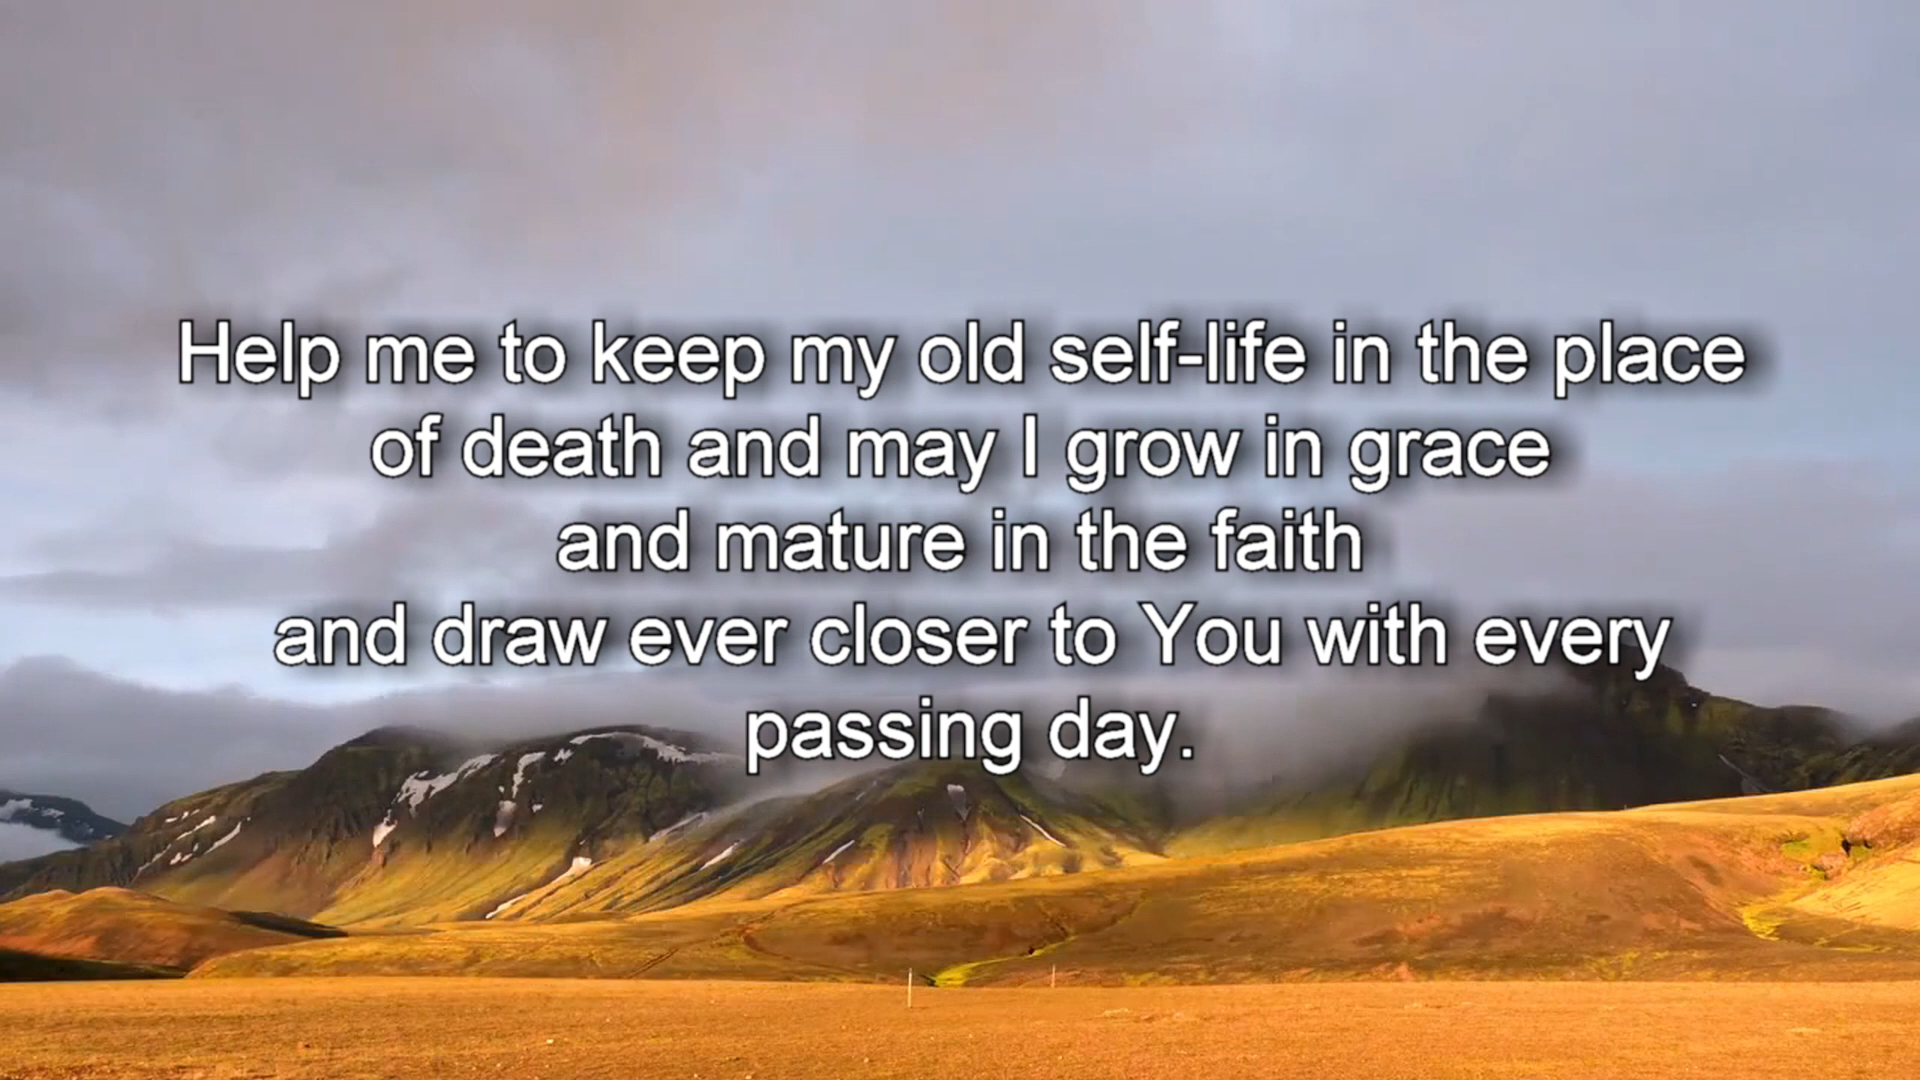 Help me to keep my old self-life in the place
of death and may I grow in grace
and mature in the faith
and draw ever closer to You with every
passing day.